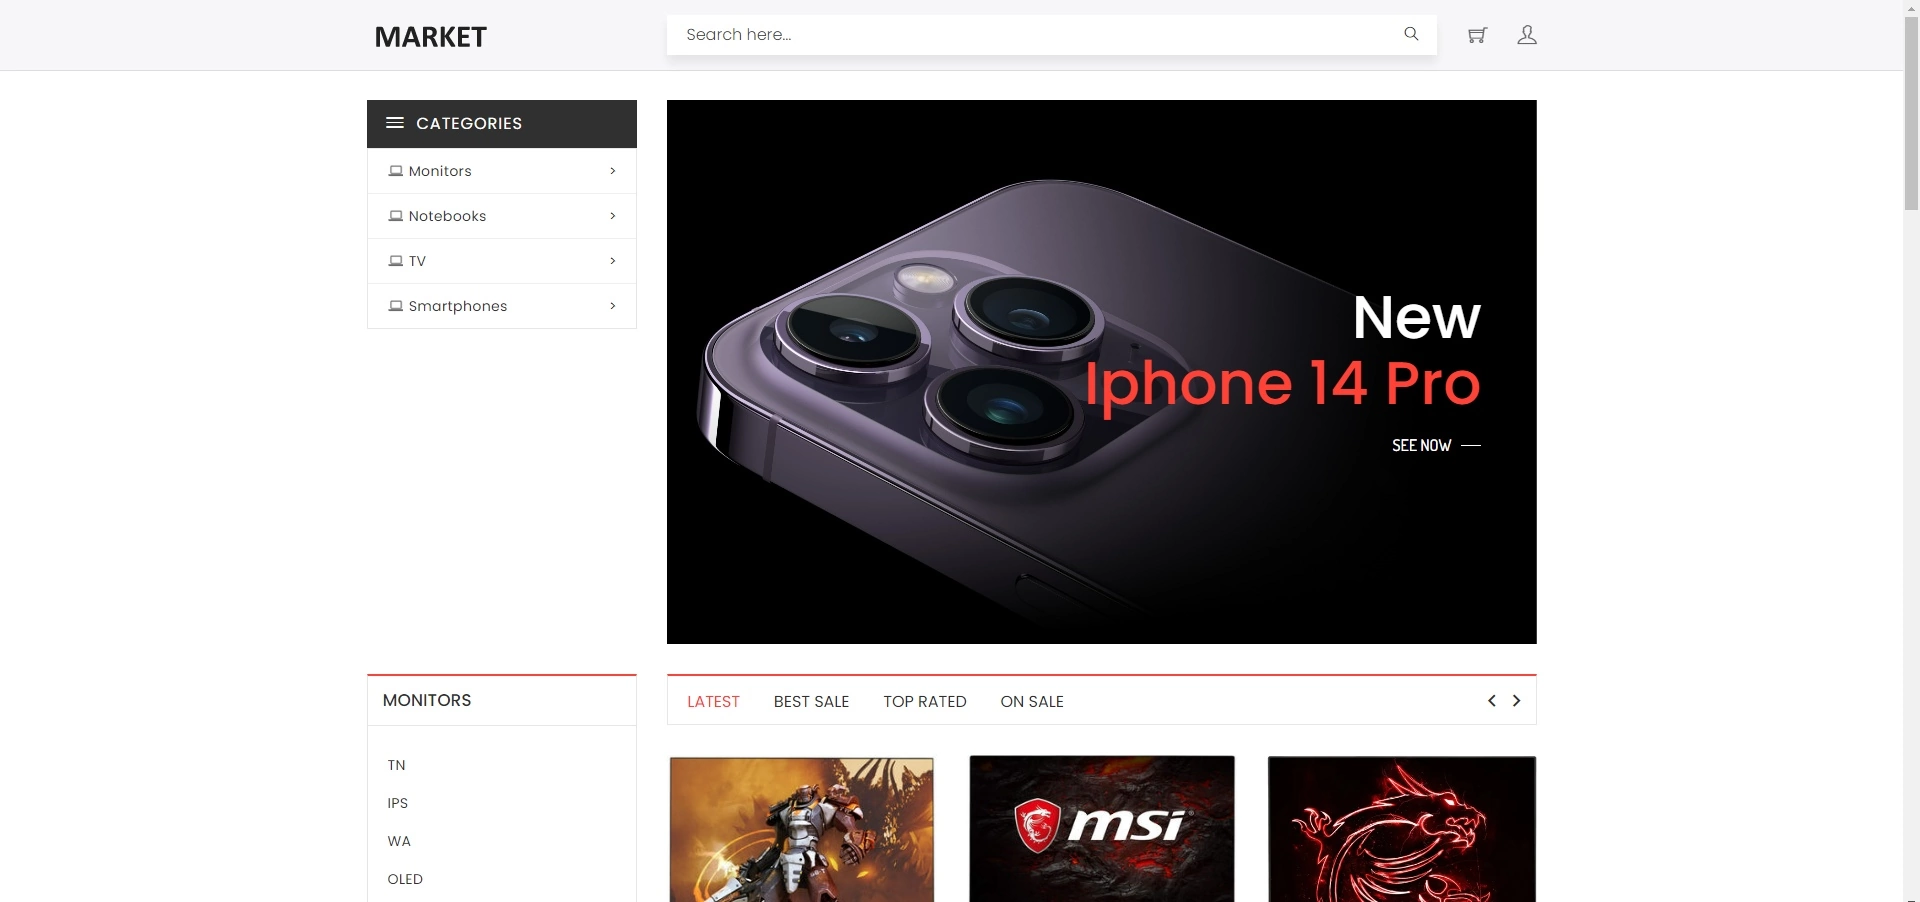 MARKET
Search here...
CATEGORIES
Monitors
Notebooks
TV
Smartphones
New
Iphone 14 Pro
SEE NOW
MONITORS
TN
IPS
WA
OLED
LATEST BEST SALE TOP RATED ON SALE
msi